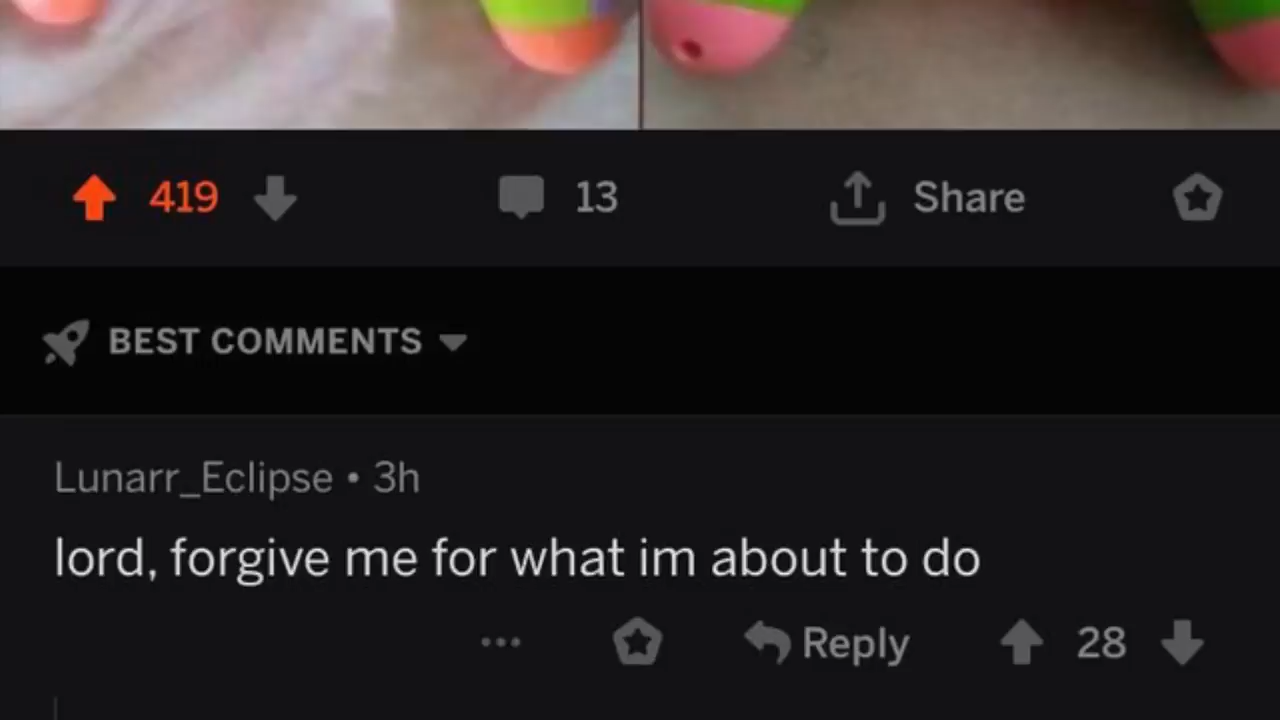 419 13 Share
BEST COMMENTS
Lunarr_Eclipse • 3h
lord, forgive me for what im about to do
... Reply 28